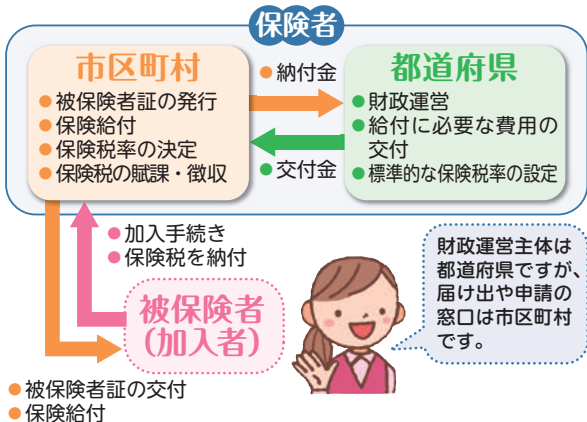 保険者
市区町村
●被保険者証の発行
●保険給付
●保険税率の決定
●保険税の賦課・徴収
●納付金
●交付金
都道府県
●財政運営
●給付に必要な費用の
交付
●標準的な保険税率の設定
●加入手続き
●保険税を納付
被保険者
(加入者)
財政運営主体は
都道府県ですが、
届け出や申請の
窓口は市区町村
です。
●被保険者証の交付
●保険給付